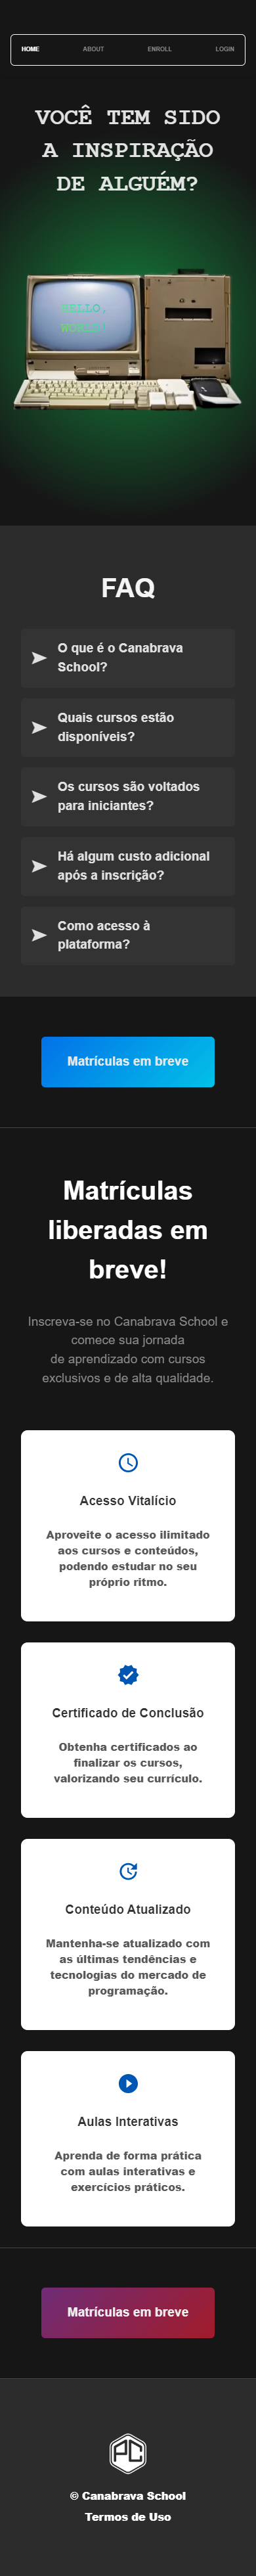 HOME ABOUT ENROLL LOGIN
VOCÊ TEM SIDO
A INSPIRAÇÃO
DE ALGUÉM?
HELLO,
WORLD!
FAQ
O que é o Canabrava
School?
Quais cursos estão
disponíveis?
Os cursos são voltados
para iniciantes?
Há algum custo adicional
após a inscrição?
Como acesso à
plataforma?
Matrículas em breve
Matrículas
liberadas em
breve!
Inscreva-se no Canabrava School e
comece sua jornada
de aprendizado com cursos
exclusivos e de alta qualidade.
Acesso Vitalício
Aproveite o acesso ilimitado
aos cursos e conteúdos,
podendo estudar no seu
próprio ritmo.
Certificado de Conclusão
Obtenha certificados ao
finalizar os cursos,
valorizando seu currículo.
Conteúdo Atualizado
Mantenha-se atualizado com
as últimas tendências e
tecnologias do mercado de
programação.
Aulas Interativas
Aprenda de forma prática
com aulas interativas e
exercícios práticos.
Matrículas em breve
PC
© Canabrava School
Termos de Uso